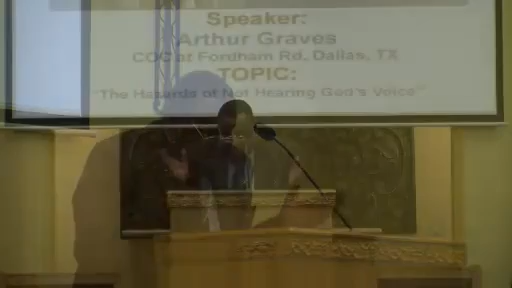 Speaker:
Arthur Graves
COC at Fordham Rd, Dallas, TX
TOPIC:
"The Hazards of Not Hearing God's Voice"